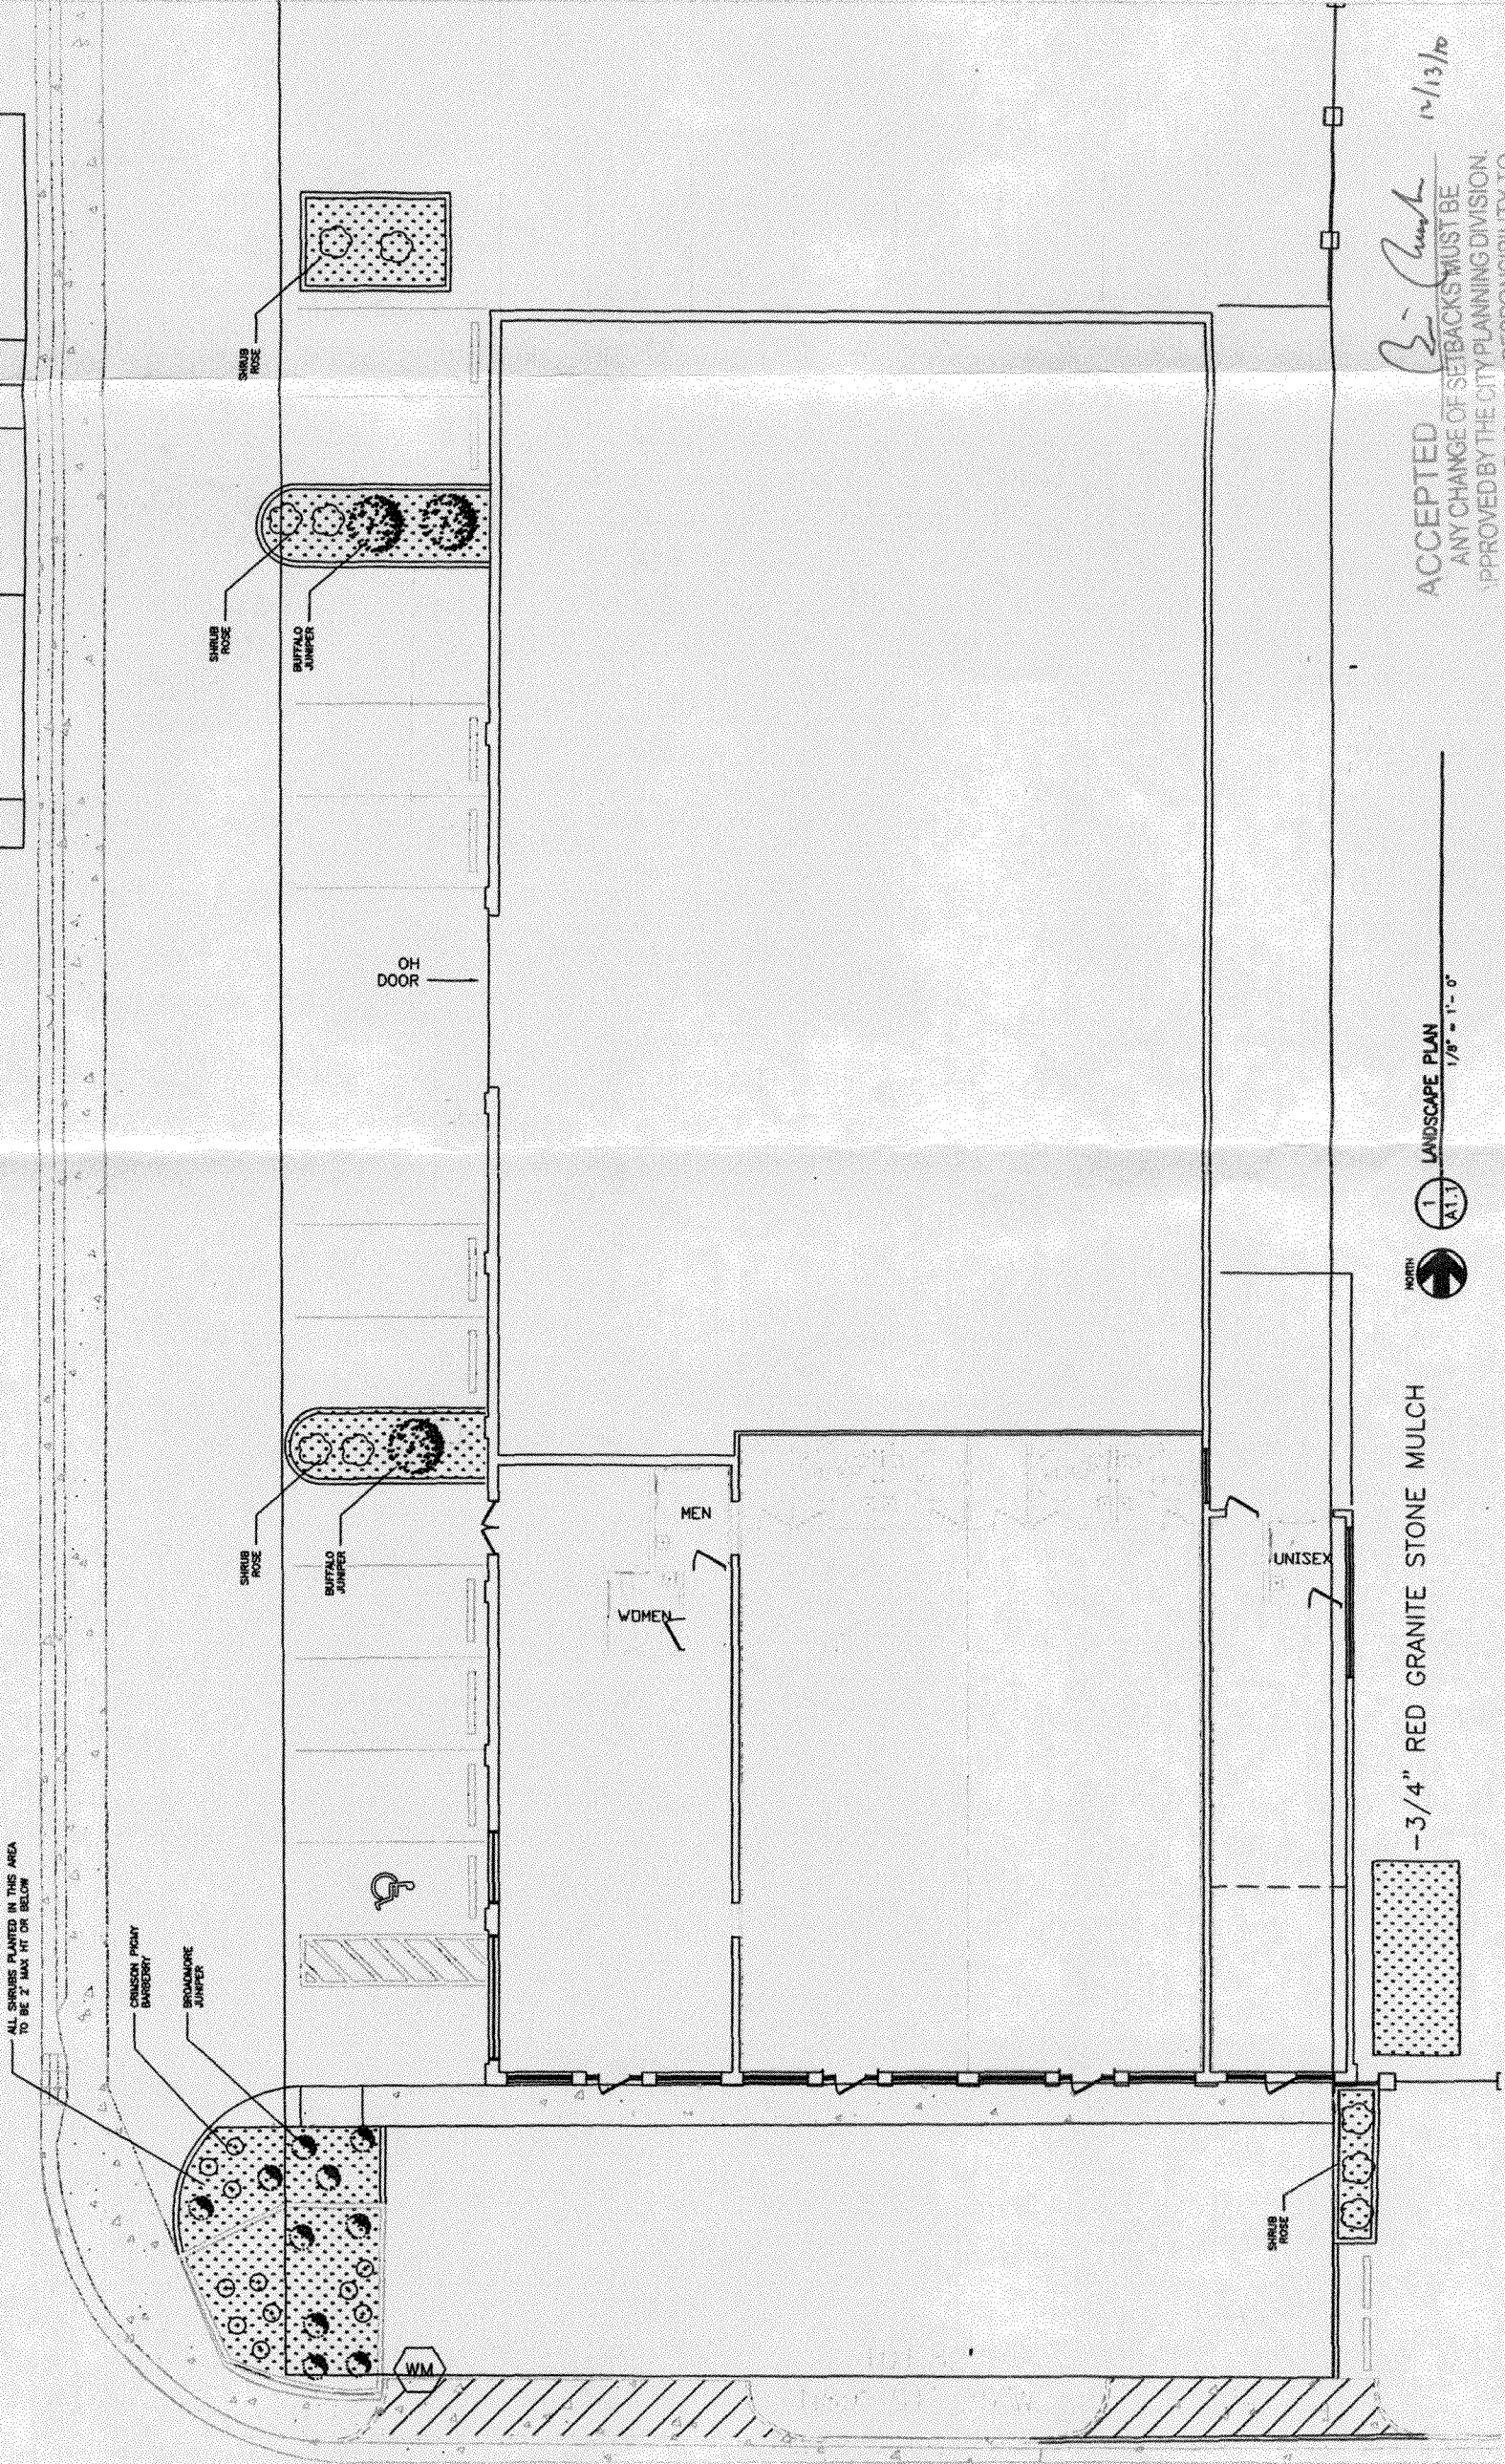 ALL SHRUBS PLANTED IN THIS AREA
TO BE 2' MAX HT OR BELOW
CRIMSON PIGMY
BARBERRY
BROADMORE
JUNIPER
SHRUB
ROSE
BUFFALO
JUNIPER
SHRUB
ROSE
BUFFALO
JUNIPER
SHRUB
ROSE
OH
DOOR
MEN
WOMEN
UNISEX
WM
SHRUB
ROSE
-3/4" RED GRANITE STONE MULCH
NORTH
1
A1.1
LANDSCAPE PLAN
1/8" = 1'- 0"
ACCEPTED
12/13/10
ANY CHANGE OF SETBACKS MUST BE
APPROVED BY THE CITY PLANNING DIVISION.
RESPONSIBILITY TO